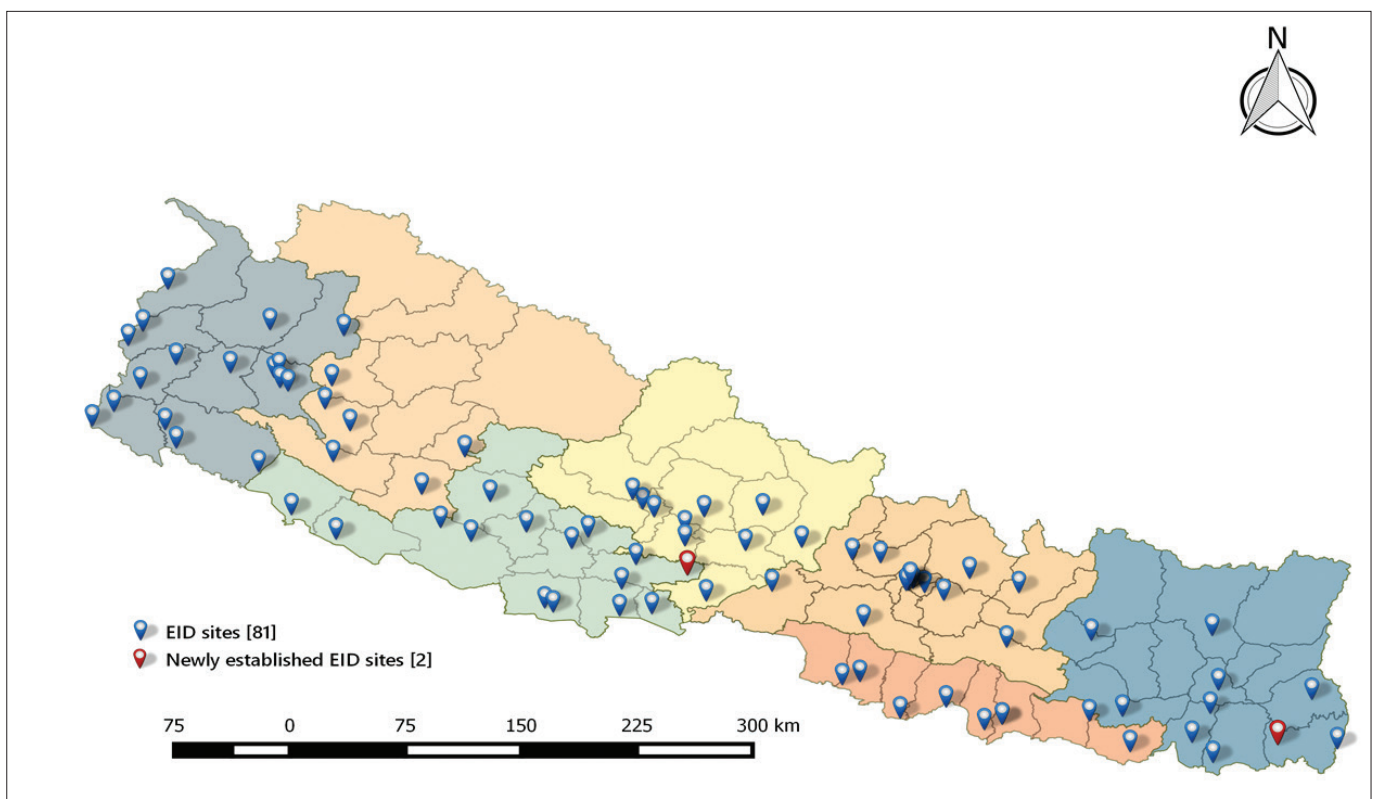 N
EID sites [81]
Newly established EID sites [2]
75 0 75 150 225 300 km